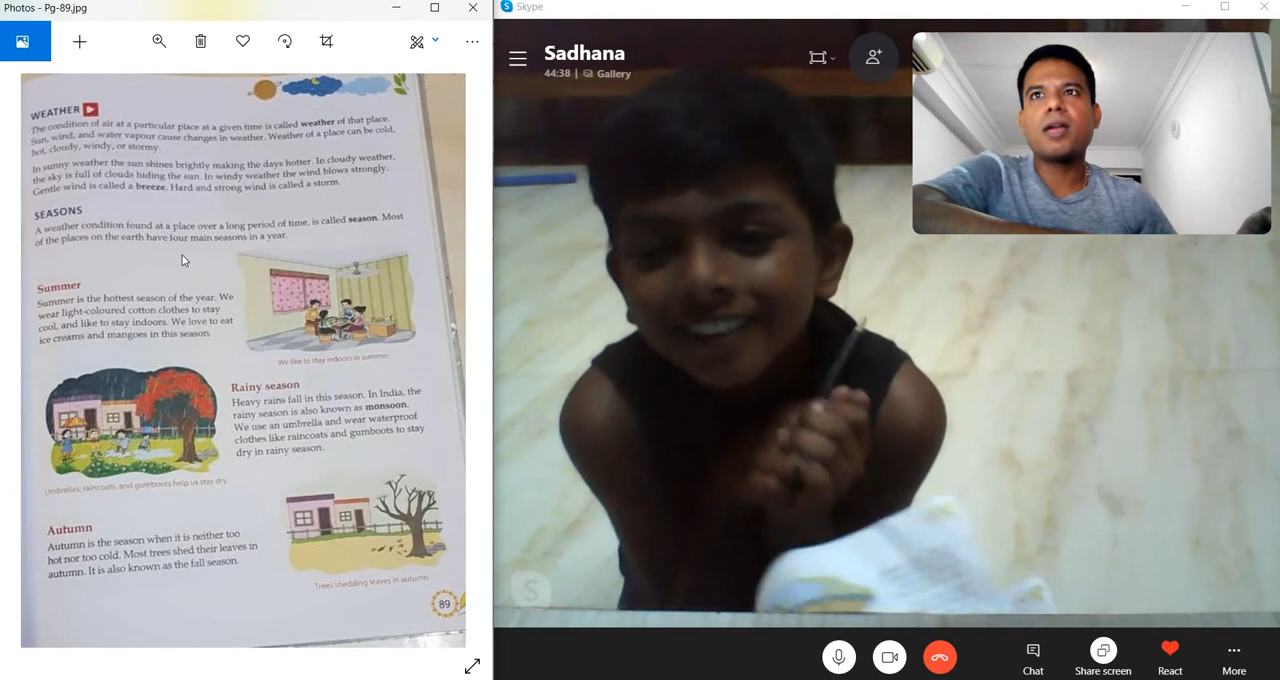 Photos - Pg-89.jpg
WEATHER
The condition of air at a particular place at a given time is called weather of that place.
Sun, wind, and water vapour cause changes in weather. Weather of a place can be cold,
hot, cloudy, windy, or stormy.
In sunny weather the sun shines brightly making the days hotter. In cloudy weather,
the sky is full of clouds hiding the sun. In windy weather the wind blows strongly.
Gentle wind is called a breeze. Hard and strong wind is called a storm.
SEASONS
A weather condition found at a place over a long period of time, is called season. Most
of the places on the earth have four main seasons in a year.
Summer
Summer is the hottest season of the year. We
wear light-coloured cotton clothes to stay
cool, and like to stay indoors. We love to eat
ice creams and mangoes in this season.
We like to stay indoors in summer.
Rainy season
Heavy rains fall in this season. In India, the
rainy season is also known as monsoon.
We use an umbrella and wear waterproof
clothes like raincoats and gumboots to stay
dry in rainy season.
Umbrellas, raincoats, and gumboots help us stay dry.
Autumn
Autumn is the season when it is neither too
hot nor too cold. Most trees shed their leaves in
autumn. It is also known as the fall season.
Trees shedding leaves in autumn.
89
Skype
Sadhana
44:38 | Gallery
S
Chat
Share screen
React
More